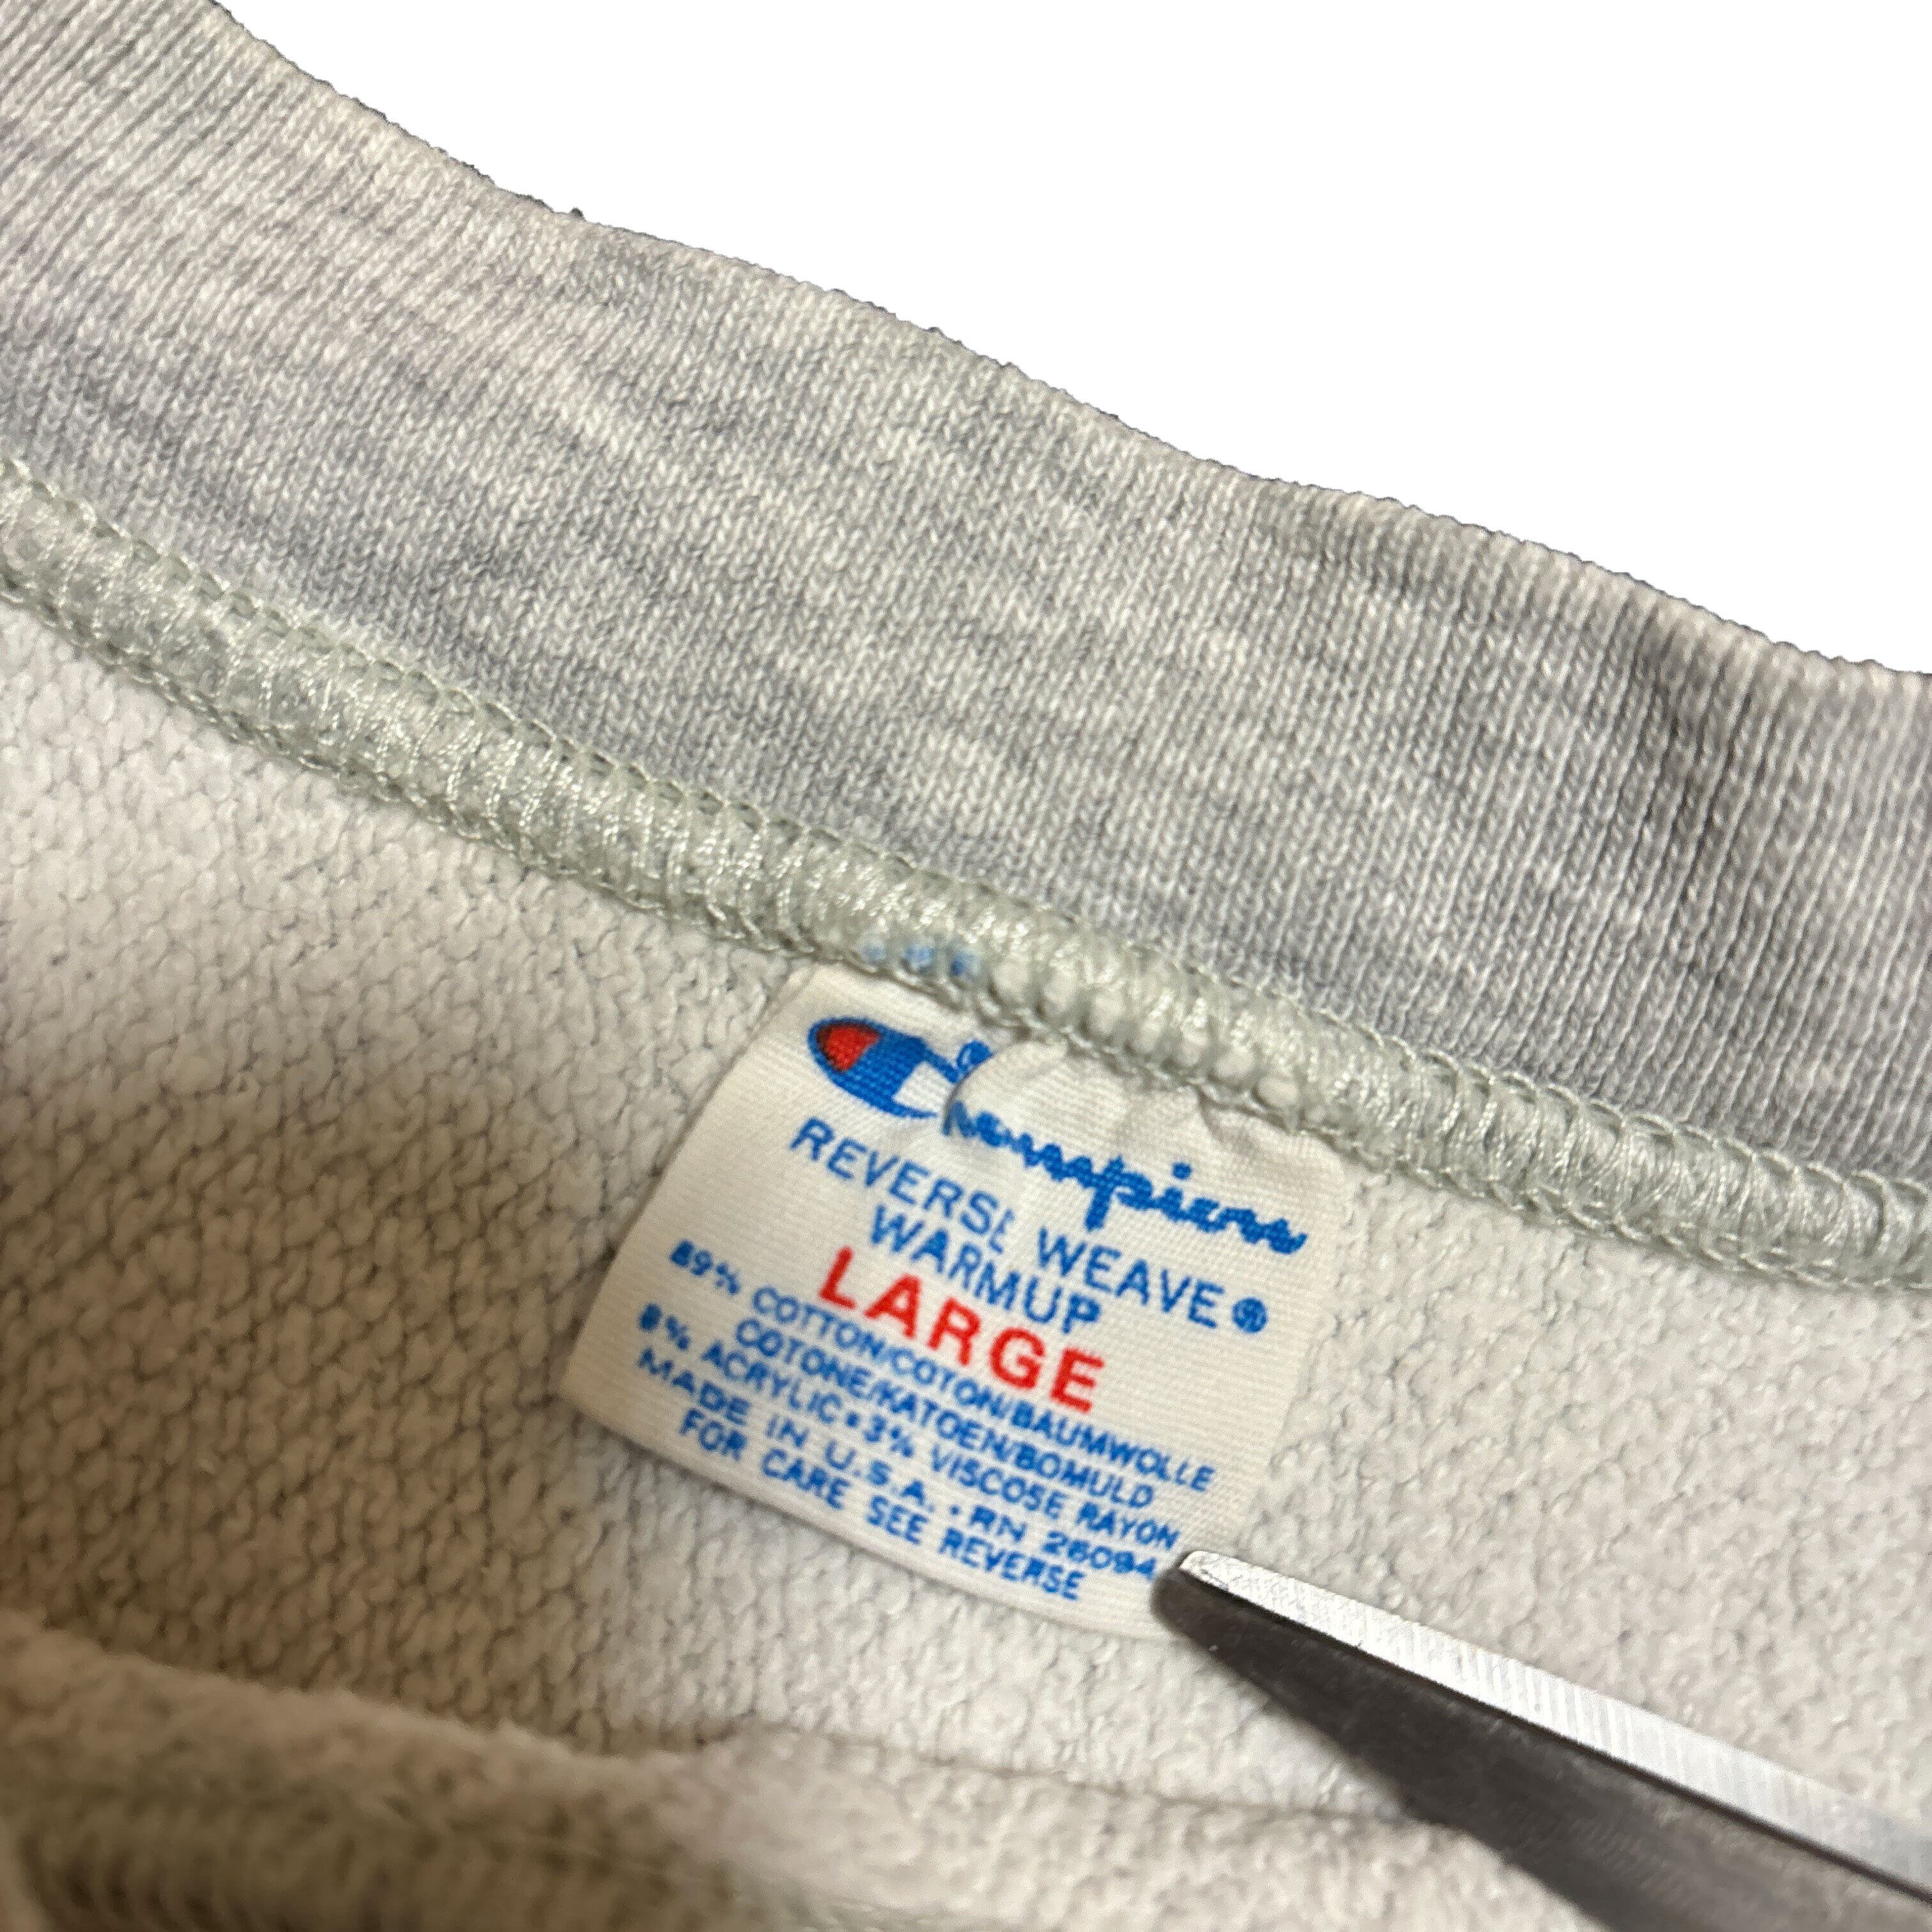 Champion
REVERSE WEAVE ®
WARMUP
LARGE
89% COTTON/COTON/BAUMWOLLE
COTONE/KATOEN/BOMULD
8% ACRYLIC • 3% VISCOSE RAYON
MADE IN U.S.A. • RN 26094
FOR CARE SEE REVERSE